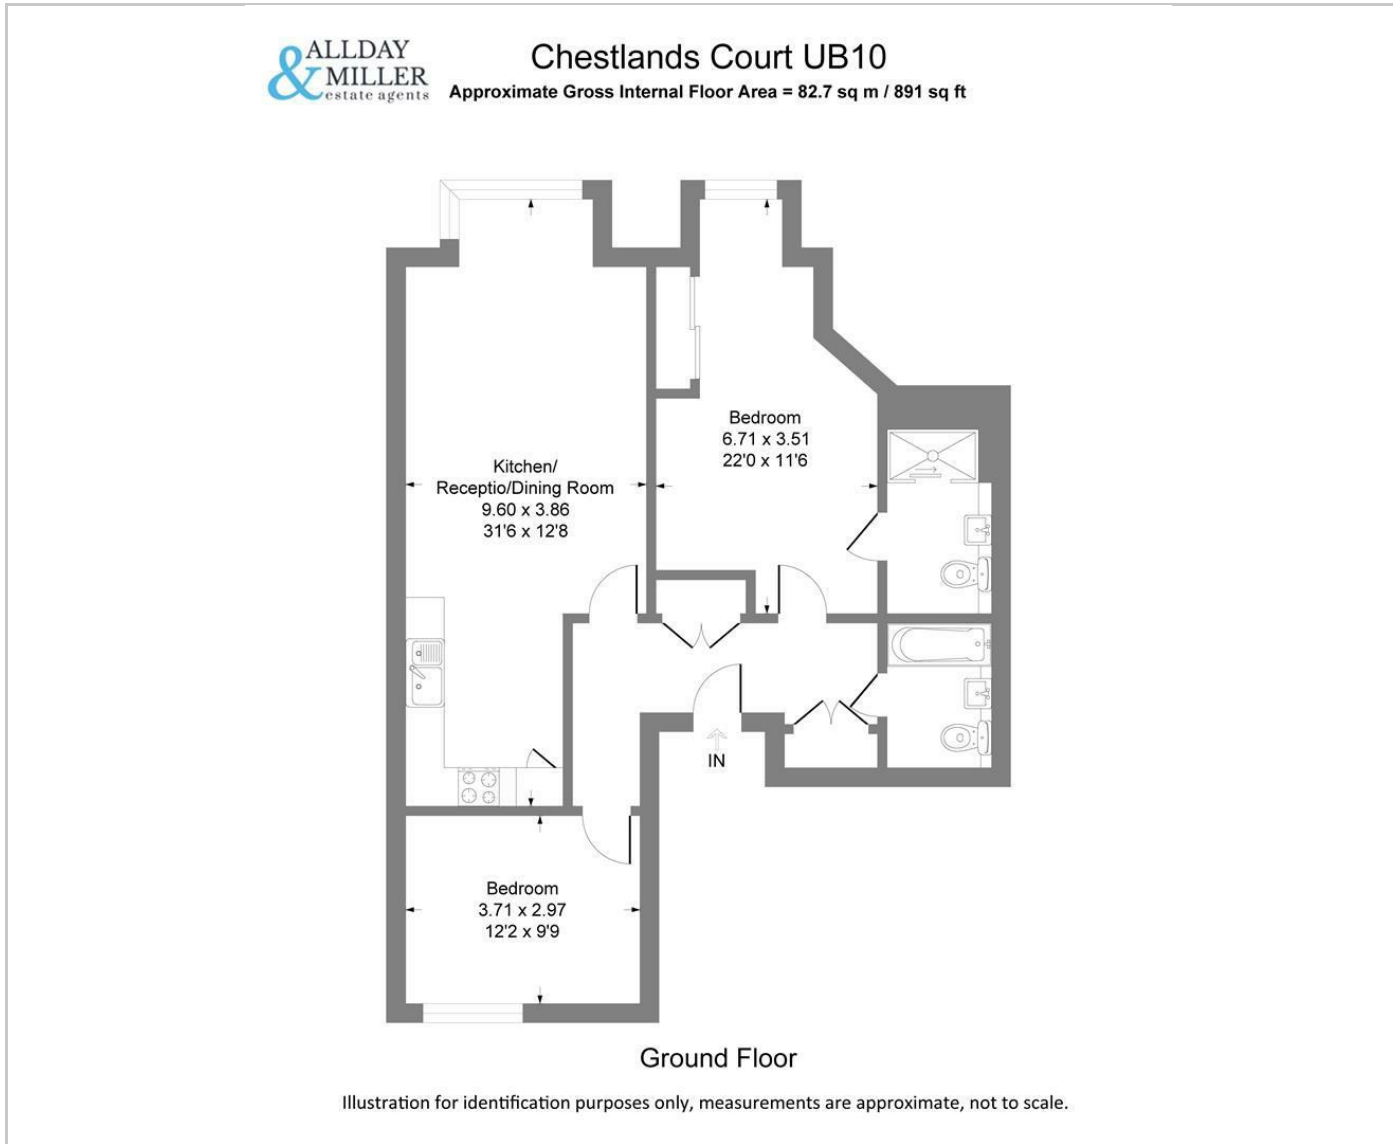 ALLDAY
& MILLER
estate agents
Chestlands Court UB10
Approximate Gross Internal Floor Area = 82.7 sq m / 891 sq ft
Bedroom
6.71 x 3.51
22'0 x 11'6
Kitchen/
Receptio/Dining Room
9.60 x 3.86
31'6 x 12'8
IN
Bedroom
3.71 x 2.97
12'2 x 9'9
Ground Floor
Illustration for identification purposes only, measurements are approximate, not to scale.